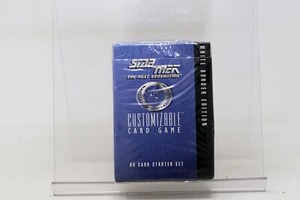 STAR TREK
THE NEXT GENERATION
CUSTOMIZABLE
CARD GAME
60 CARD STARTER SET
WHITE BORDER EDITION